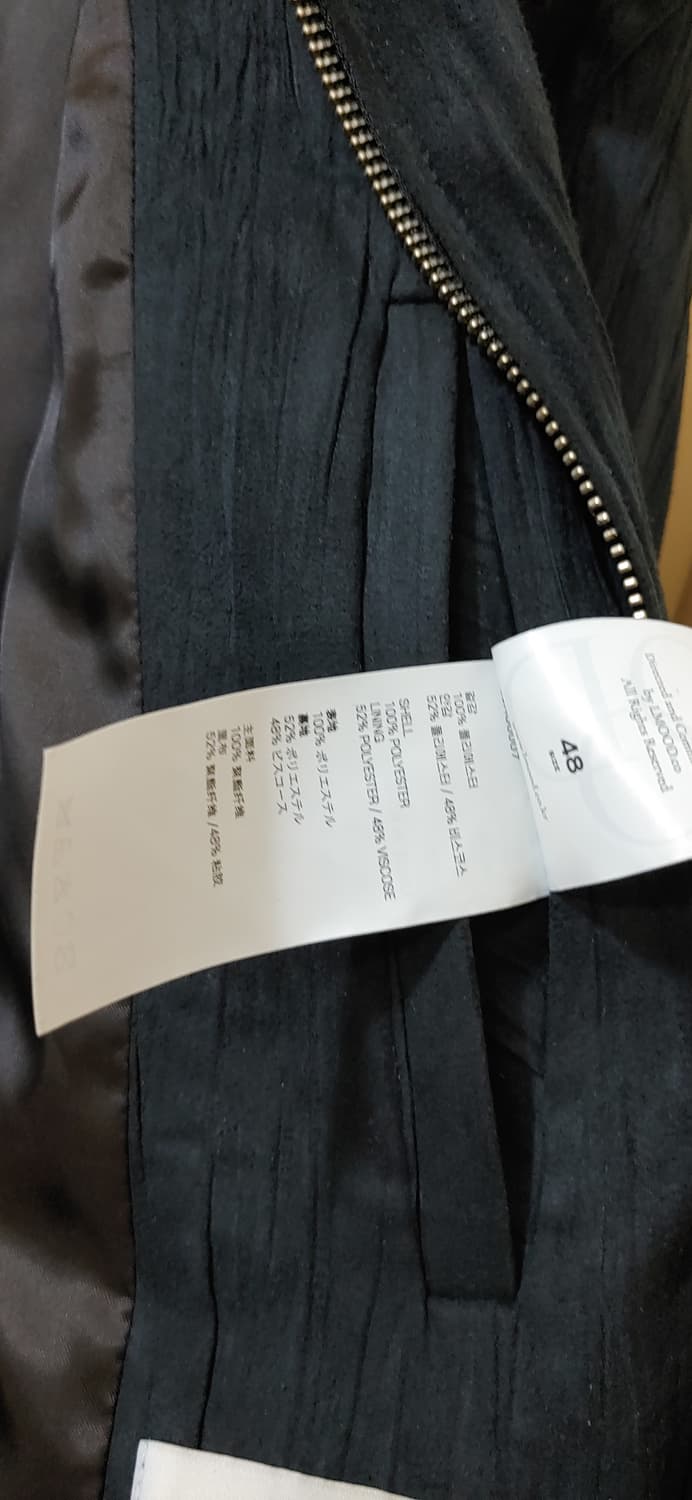 겉감
100% 폴리에스터
안감
52% 폴리에스터 / 48% 비스코스
SHELL
100% POLYESTER
LINING
52% POLYESTER / 48% VISCOSE
表地
100% ポリエステル
裏地
52% ポリエステル
48% ビスコース
主面料
100% 聚酯纤维
里布
52% 聚酯纤维 / 48% 粘胶
48
SIZE
and
by LMOOD.co
All Rights Reserved